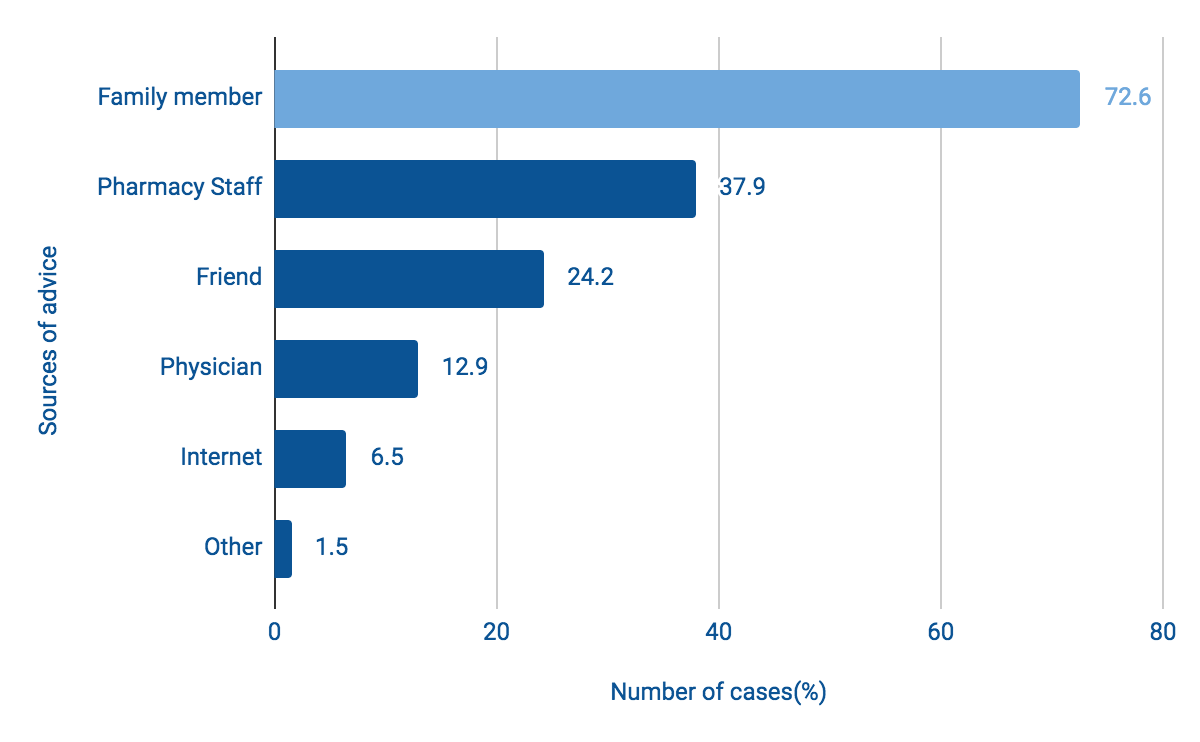 Family member
72.6
Pharmacy Staff
37.9
Friend
24.2
Physician
12.9
Internet
6.5
Other
1.5
Sources of advice
0 20 40 60 80
Number of cases(%)